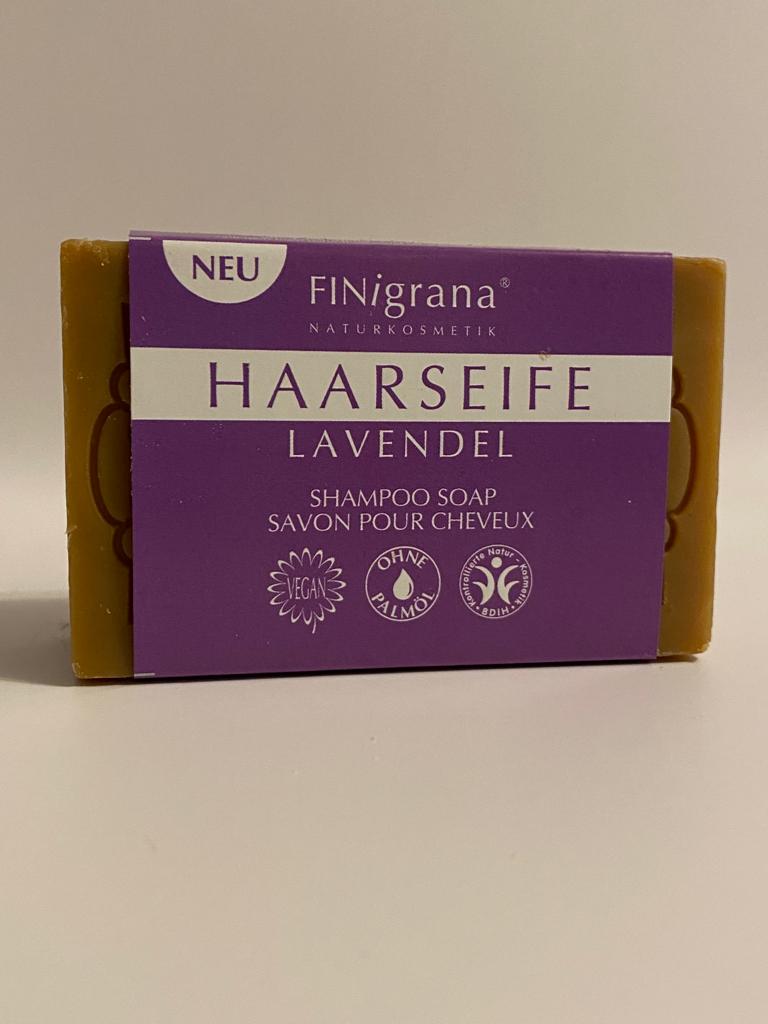 NEU
FINigrana®
NATURKOSMETIK
HAARSEIFE
LAVENDEL
SHAMPOO SOAP
SAVON POUR CHEVEUX
VEGAN
OHNE
PALMÖL
Kontrollierte Natur - Kosmetik
• BDIH •